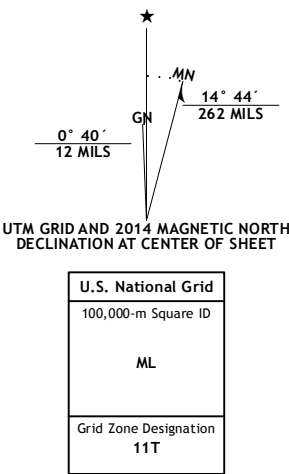 ★
MN
GN
14° 44´
262 MILS
0° 40´
12 MILS
UTM GRID AND 2014 MAGNETIC NORTH
DECLINATION AT CENTER OF SHEET
U.S. National Grid
100,000-m Square ID
ML
Grid Zone Designation
11T